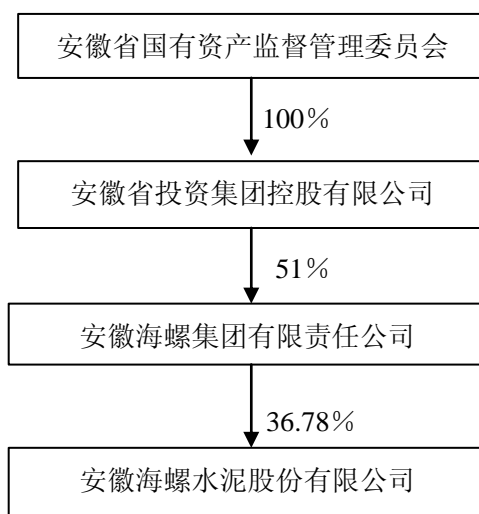 安徽省国有资产监督管理委员会
100%
安徽省投资集团控股有限公司
51%
安徽海螺集团有限责任公司
36.78%
安徽海螺水泥股份有限公司